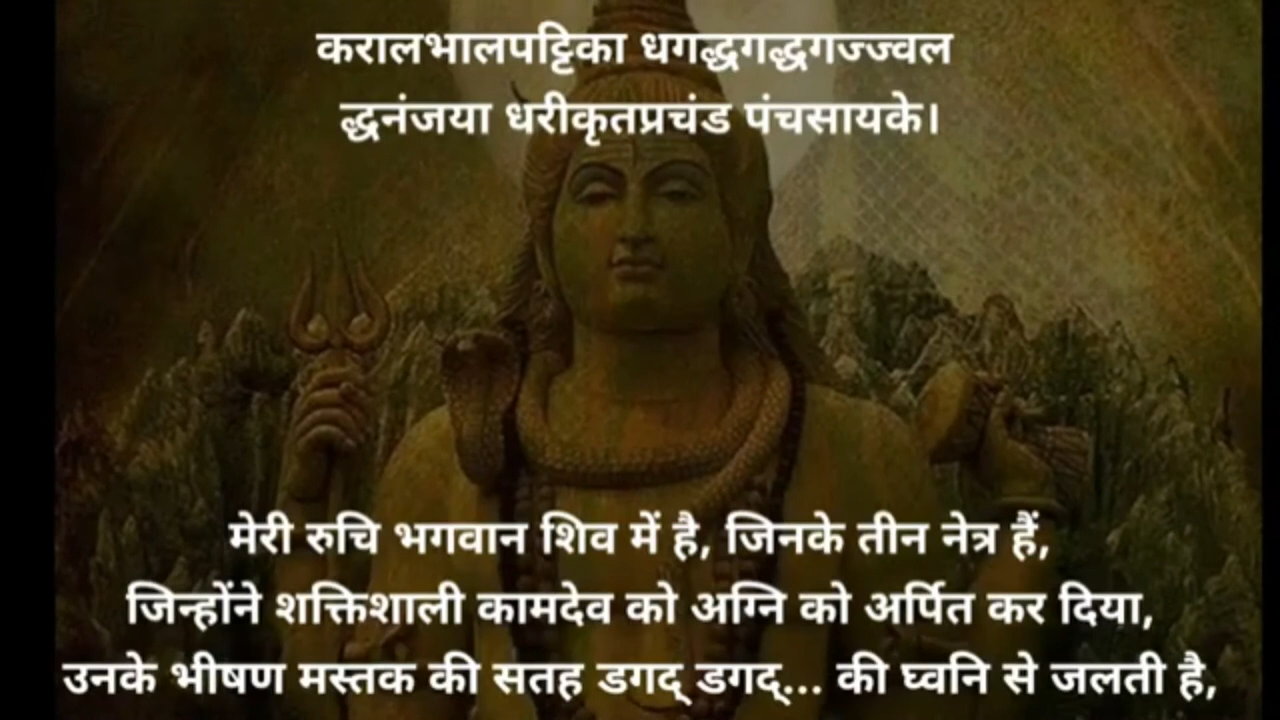 करालभालपट्टिका धगद्धगद्धगज्ज्वल
द्धनंजया धरीकृतप्रचंड पंचसायके।
मेरी रुचि भगवान शिव में है, जिनके तीन नेत्र हैं,
जिन्होंने शक्तिशाली कामदेव को अग्नि को अर्पित कर दिया,
उनके भीषण मस्तक की सतह डगद् डगद्... की घ्वनि से जलती है,